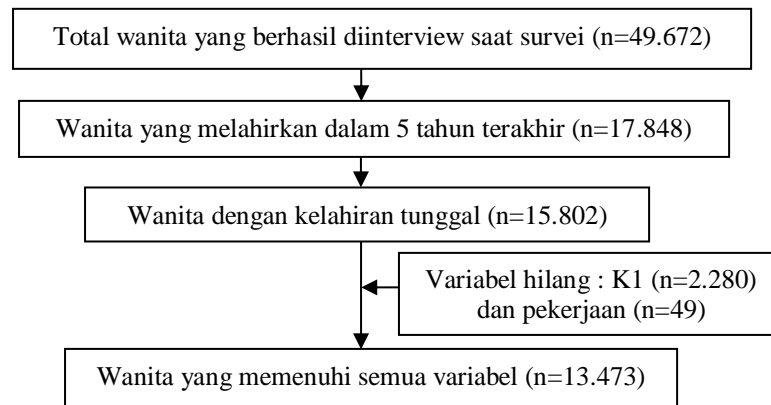 Total wanita yang berhasil diinterview saat survei (n=49.672)
Wanita yang melahirkan dalam 5 tahun terakhir (n=17.848)
Wanita dengan kelahiran tunggal (n=15.802)
Variabel hilang : K1 (n=2.280)
dan pekerjaan (n=49)
Wanita yang memenuhi semua variabel (n=13.473)